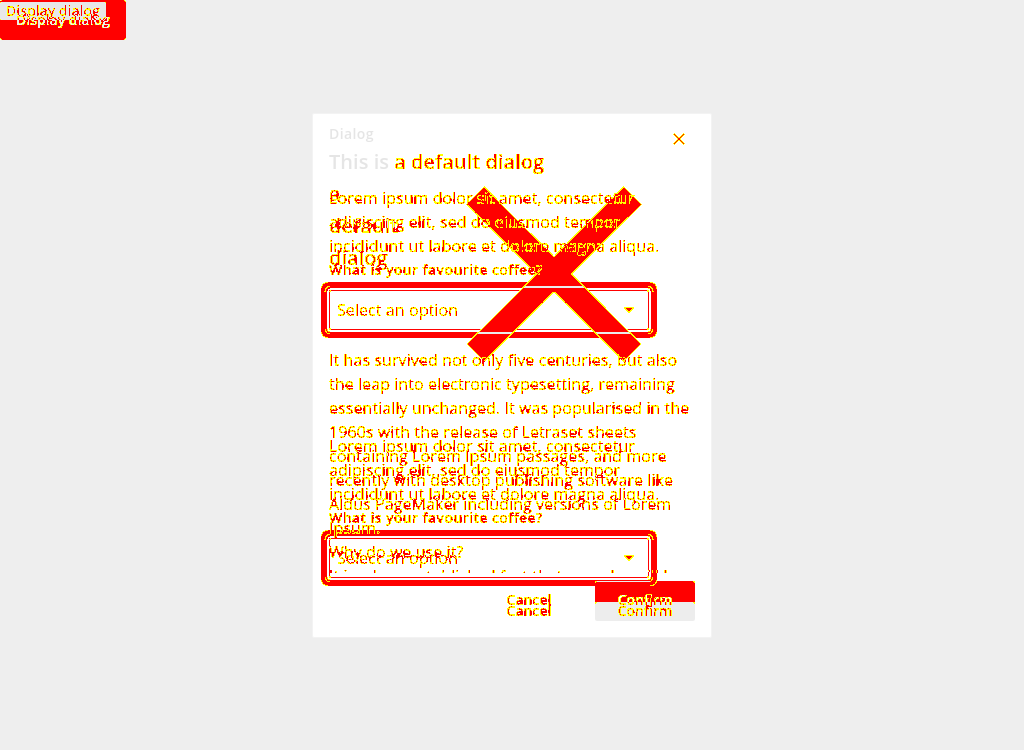 Display dialog
Display dialog
Dialog
This is a default dialog
a
default
dialog
Lorem ipsum dolor sit amet, consectetur
adipiscing elit, sed do eiusmod tempor
incididunt ut labore et dolore magna aliqua.
What is your favourite coffee?
Select an option
It has survived not only five centuries, but also
the leap into electronic typesetting, remaining
essentially unchanged. It was popularised in the
1960s with the release of Letraset sheets
Lorem ipsum dolor sit amet, consectetur
containing Lorem Ipsum passages, and more
adipiscing elit, sed do eiusmod tempor
recently with desktop publishing software like
incididunt ut labore et dolore magna aliqua.
Aldus PageMaker including versions of Lorem
What is your favourite coffee?
Ipsum.
Why do we use it?
Select an option
Cancel
Confirm
Cancel
Confirm